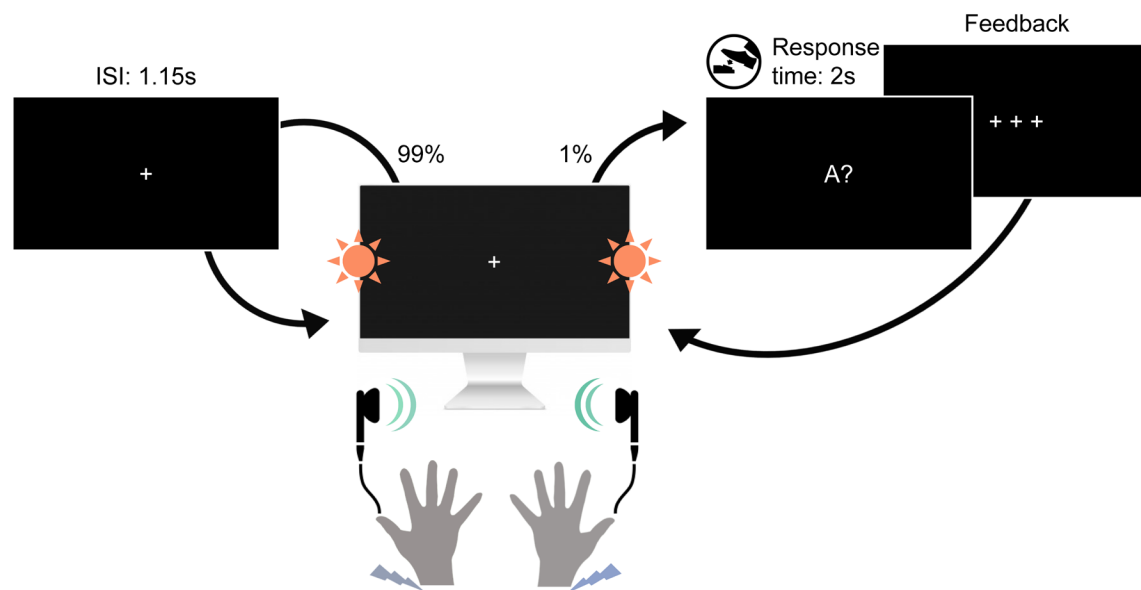 Feedback
ISI: 1.15s
Response
time: 2s
+
99%
1%
+
A?
+ + +